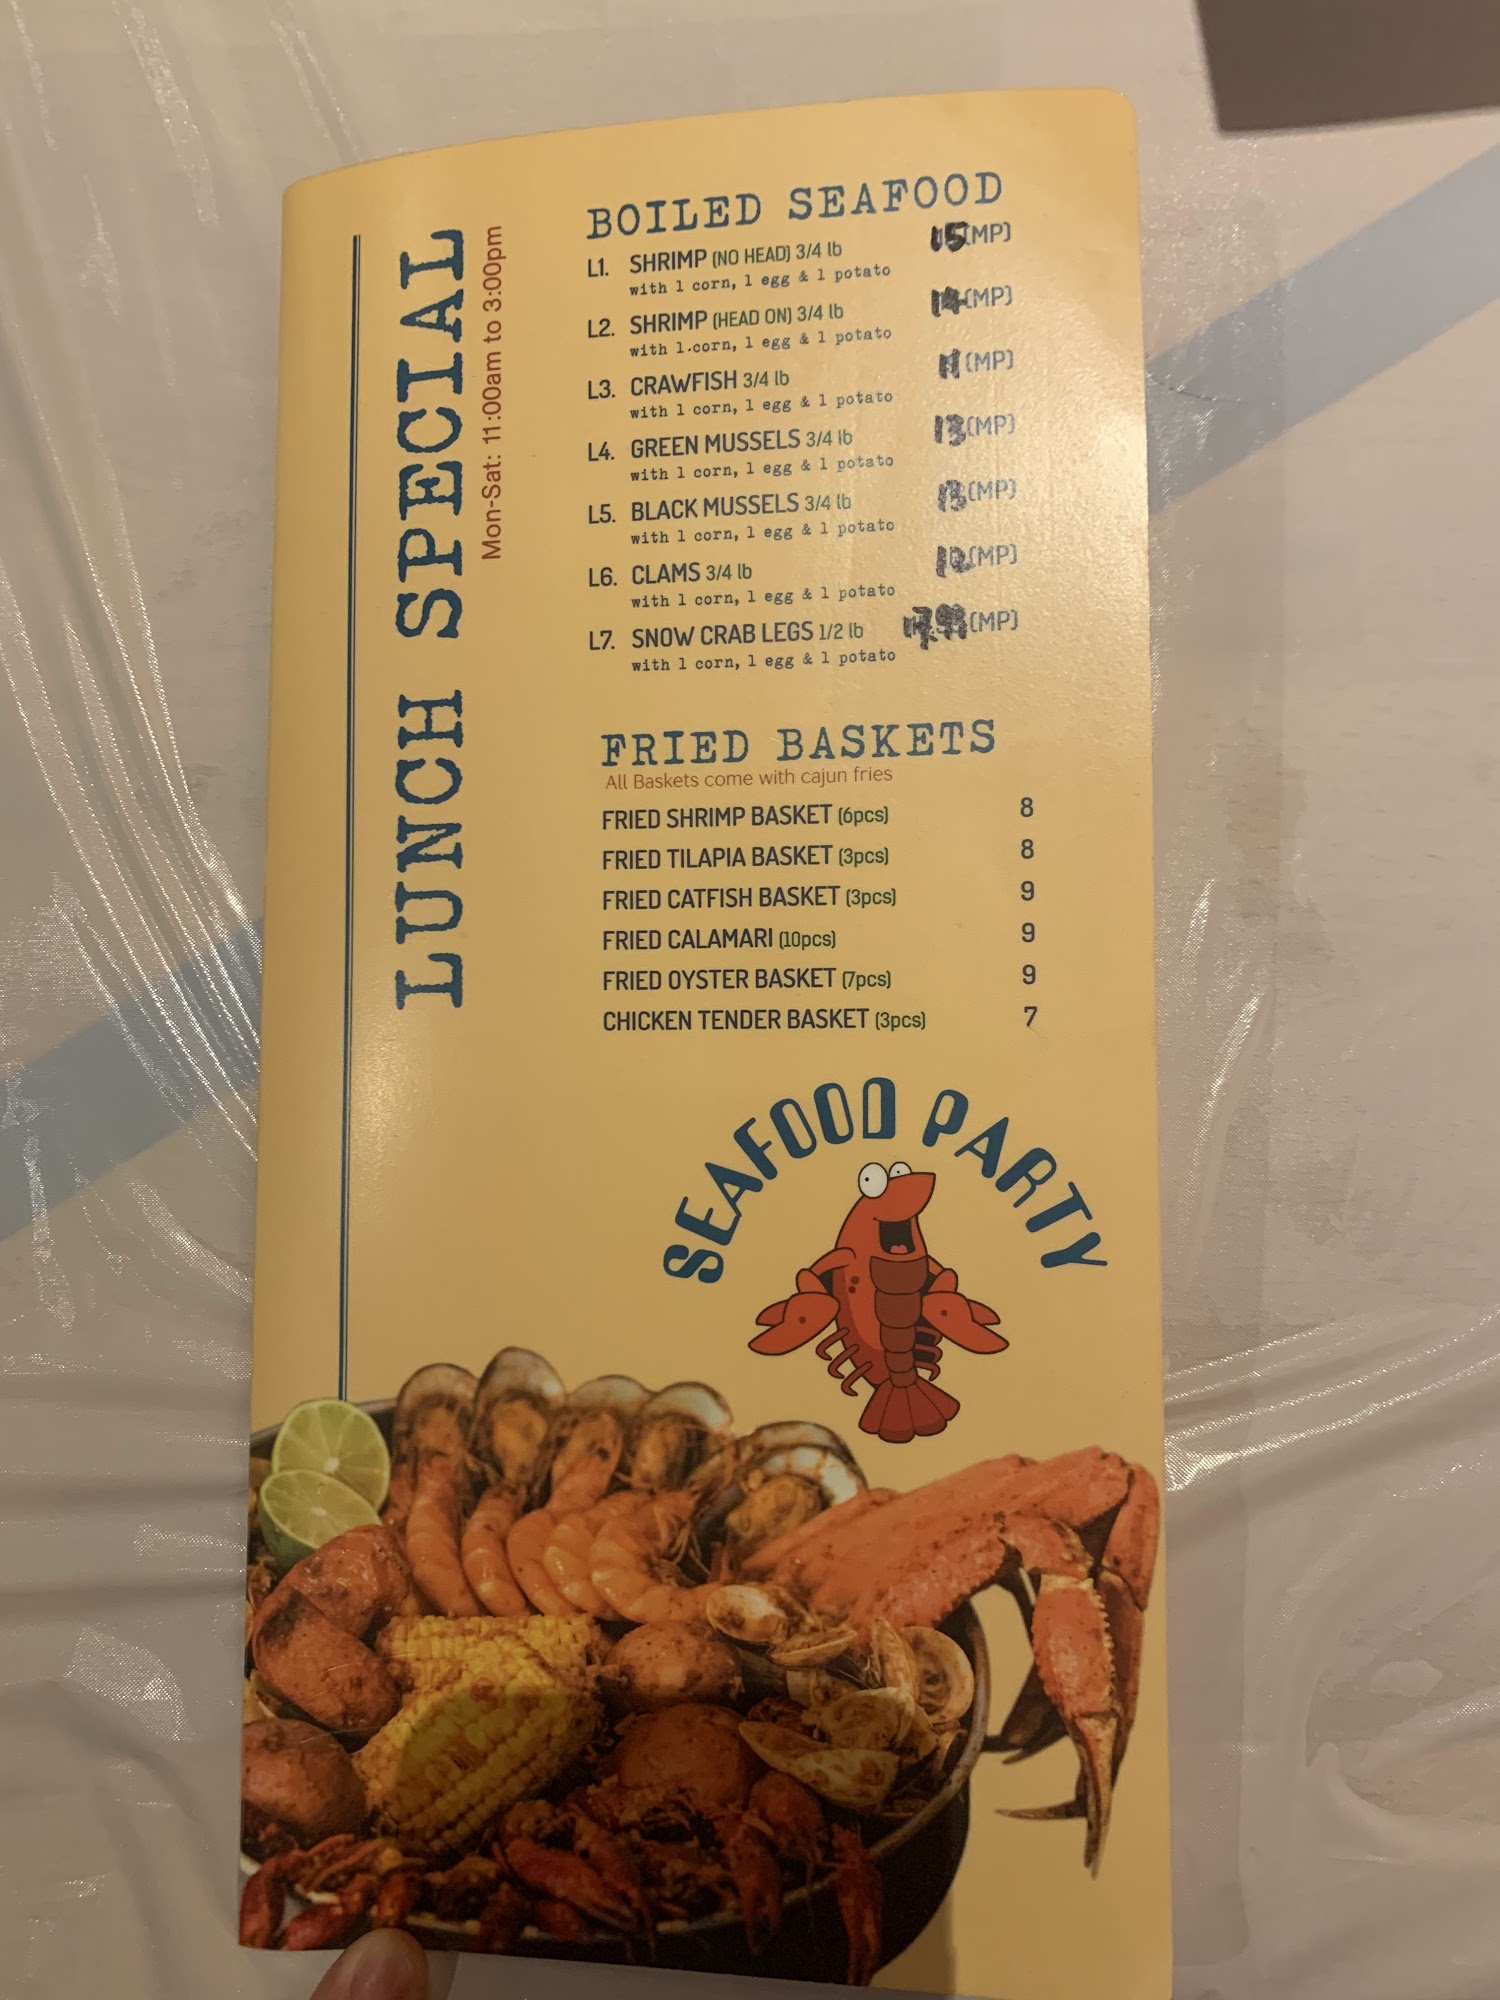 LUNCH SPECIAL
Mon-Sat: 11:00am to 3:00pm
BOILED SEAFOOD
L1. SHRIMP (NO HEAD) 3/4 lb 15 (MP)
with 1 corn, 1 egg & 1 potato
L2. SHRIMP (HEAD ON) 3/4 lb 14 (MP)
with 1 corn, 1 egg & 1 potato
L3. CRAWFISH 3/4 lb (MP)
with 1 corn, 1 egg & 1 potato
L4. GREEN MUSSELS 3/4 lb 13 (MP)
with 1 corn, 1 egg & 1 potato
L5. BLACK MUSSELS 3/4 lb (MP)
with 1 corn, 1 egg & 1 potato
L6. CLAMS 3/4 lb (MP)
with 1 corn, 1 egg & 1 potato
L7. SNOW CRAB LEGS 1/2 lb (MP)
with 1 corn, 1 egg & 1 potato
FRIED BASKETS
All Baskets come with cajun fries
FRIED SHRIMP BASKET (6pcs) 8
FRIED TILAPIA BASKET (3pcs) 8
FRIED CATFISH BASKET (3pcs) 9
FRIED CALAMARI (10pcs) 9
FRIED OYSTER BASKET (7pcs) 9
CHICKEN TENDER BASKET (3pcs) 7
SEAFOOD PARTY